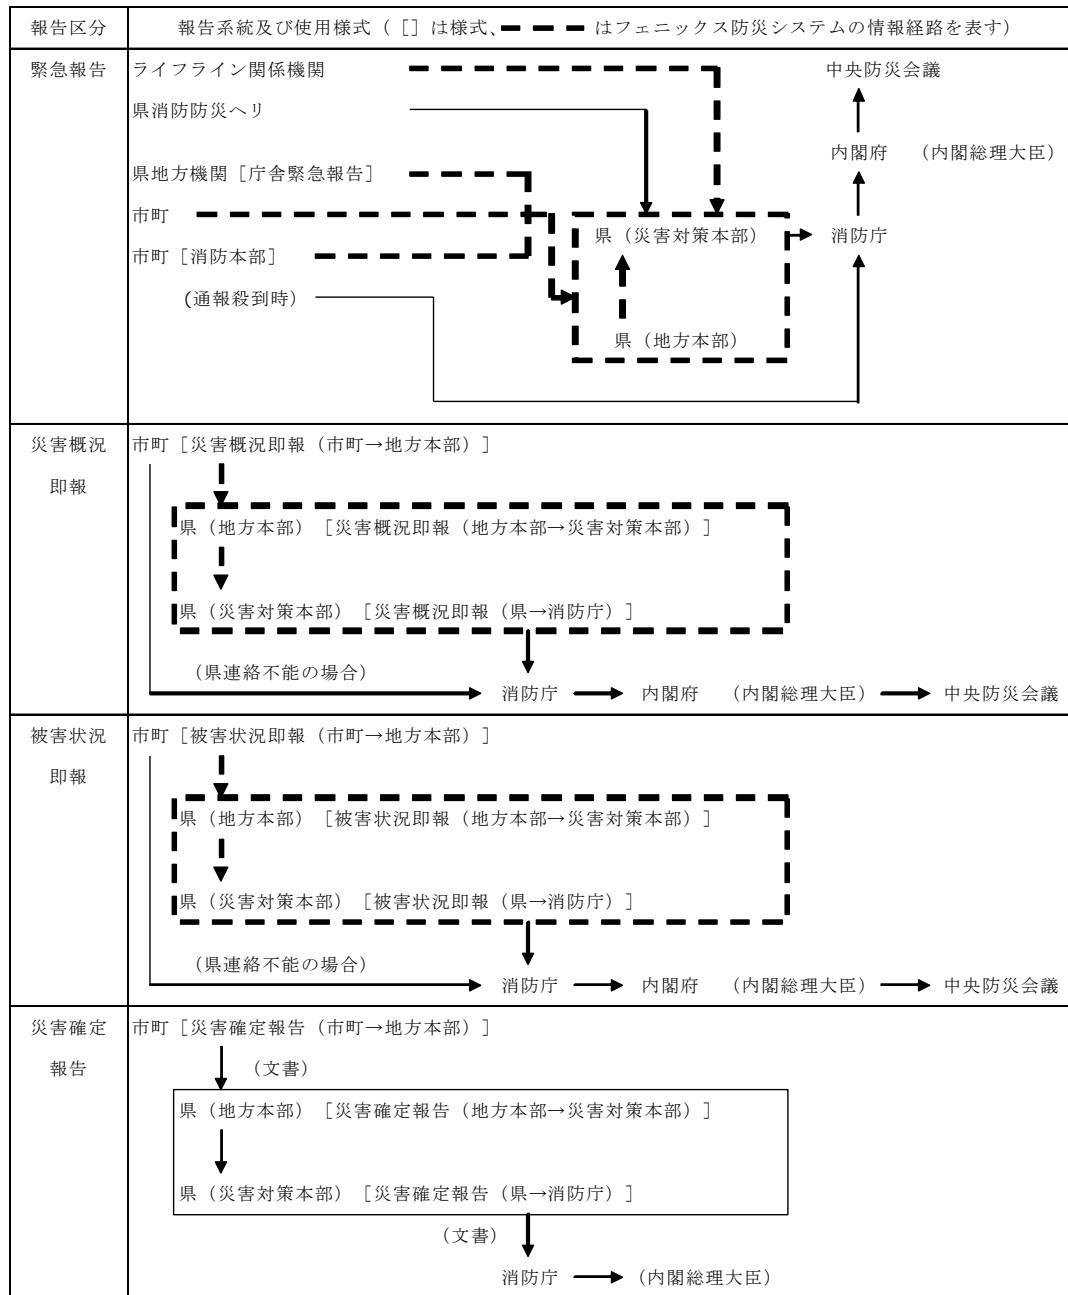 報告区分
報告系統及び使用様式（［］は様式、━ ━ ━ はフェニックス防災システムの情報経路を表す）
緊急報告
ライフライン関係機関
中央防災会議
県消防防災ヘリ
内閣府　（内閣総理大臣）
県地方機関［庁舎緊急報告］
市町
県（災害対策本部）
消防庁
市町［消防本部］
(通報殺到時）
県（地方本部）
災害概況
即報
市町［災害概況即報（市町→地方本部）］
県（地方本部）［災害概況即報（地方本部→災害対策本部）］
県（災害対策本部）［災害概況即報（県→消防庁）］
（県連絡不能の場合）
消防庁 → 内閣府　（内閣総理大臣） → 中央防災会議
被害状況
即報
市町［被害状況即報（市町→地方本部）］
県（地方本部）［被害状況即報（地方本部→災害対策本部）］
県（災害対策本部）［被害状況即報（県→消防庁）］
（県連絡不能の場合）
消防庁 → 内閣府　（内閣総理大臣） → 中央防災会議
災害確定
報告
市町［災害確定報告（市町→地方本部）］
（文書）
県（地方本部）［災害確定報告（地方本部→災害対策本部）］
県（災害対策本部）［災害確定報告（県→消防庁）］
（文書）
消防庁 → （内閣総理大臣）